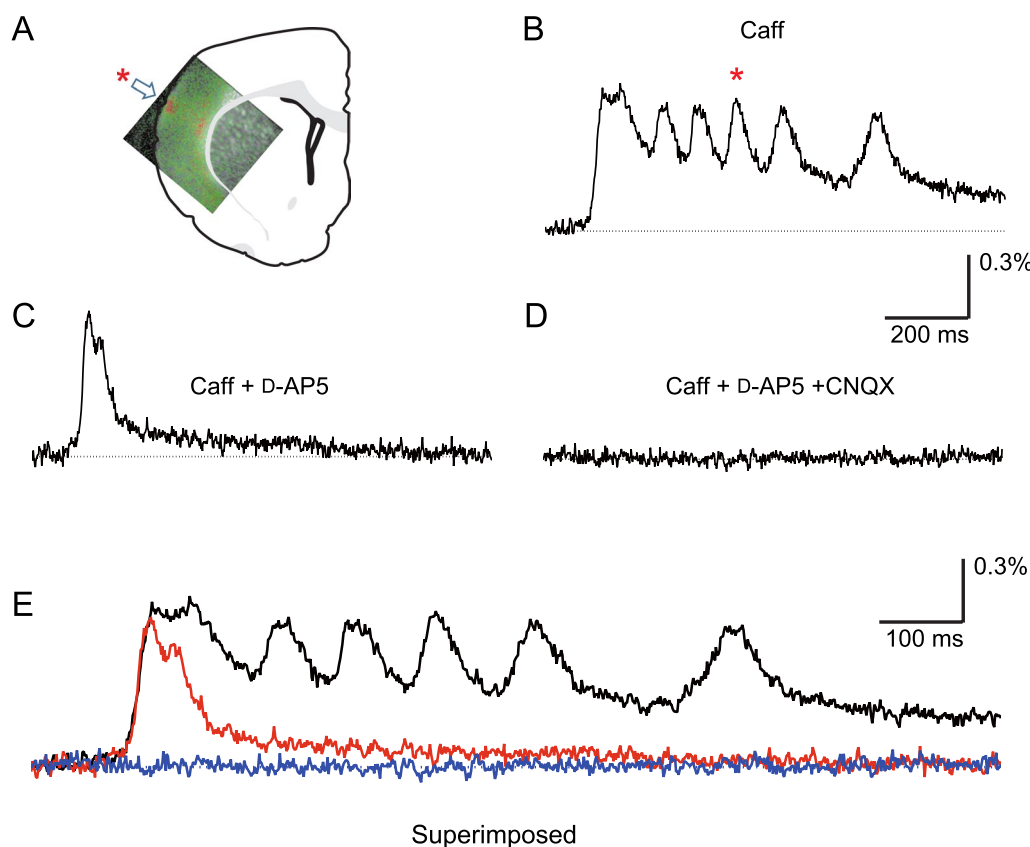 A
*
B
Caff
*
0.3%
200 ms
C
Caff + D-AP5
D
Caff + D-AP5 +CNQX
0.3%
100 ms
E
Superimposed